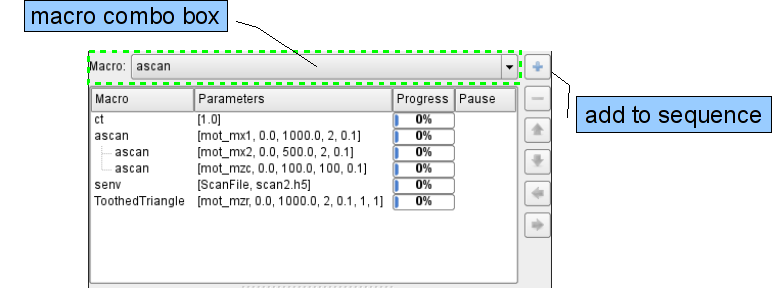 macro combo box
Macro: ascan
add to sequence
Macro Parameters Progress Pause
ct [1.0] 0%
ascan [mot_mx1, 0.0, 1000.0, 2, 0.1] 0%
ascan [mot_mx2, 0.0, 500.0, 2, 0.1] 0%
ascan [mot_mzc, 0.0, 100.0, 100, 0.1] 0%
senv [ScanFile, scan2.h5] 0%
ToothedTriangle [mot_mzr, 0.0, 1000.0, 2, 0.1, 1, 1] 0%